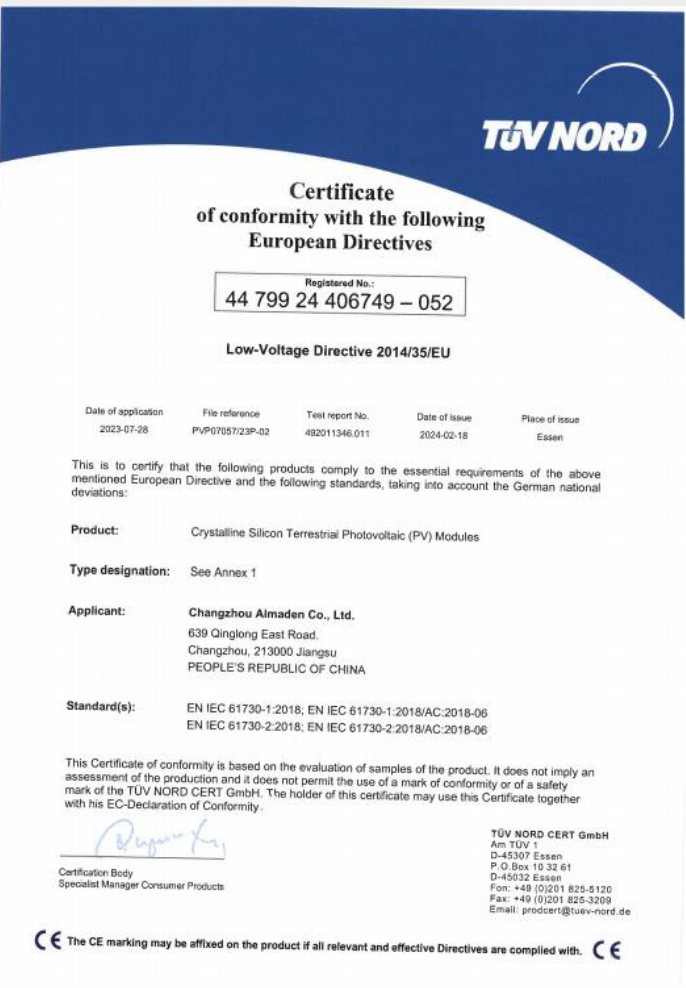 TÜV NORD
Certificate
of conformity with the following
European Directives
Registered No.:
44 799 24 406749 – 052
Low-Voltage Directive 2014/35/EU
Date of application File reference Test report No. Date of issue Place of issue
2023-07-28 PVP07057/23P-02 492011346.011 2024-02-18 Essen
This is to certify that the following products comply to the essential requirements of the above
mentioned European Directive and the following standards, taking into account the German national
deviations:
Product: Crystalline Silicon Terrestrial Photovoltaic (PV) Modules
Type designation: See Annex 1
Applicant: Changzhou Almaden Co., Ltd.
639 Qinglong East Road.
Changzhou, 213000 Jiangsu
PEOPLE'S REPUBLIC OF CHINA
Standard(s): EN IEC 61730-1:2018; EN IEC 61730-1:2018/AC:2018-06
EN IEC 61730-2:2018; EN IEC 61730-2:2018/AC:2018-06
This Certificate of conformity is based on the evaluation of samples of the product. It does not imply an
assessment of the production and it does not permit the use of a mark of conformity or of a safety
mark of the TÜV NORD CERT GmbH. The holder of this certificate may use this Certificate together
with his EC-Declaration of Conformity.
Certification Body
Specialist Manager Consumer Products
TÜV NORD CERT GmbH
Am TÜV 1
D-45307 Essen
P.O.Box 10 32 61
D-45032 Essen
Fon: +49 (0)201 825-5120
Fax: +49 (0)201 825-3209
Email: prodcert@tuev-nord.de
CE The CE marking may be affixed on the product if all relevant and effective Directives are complied with. CE